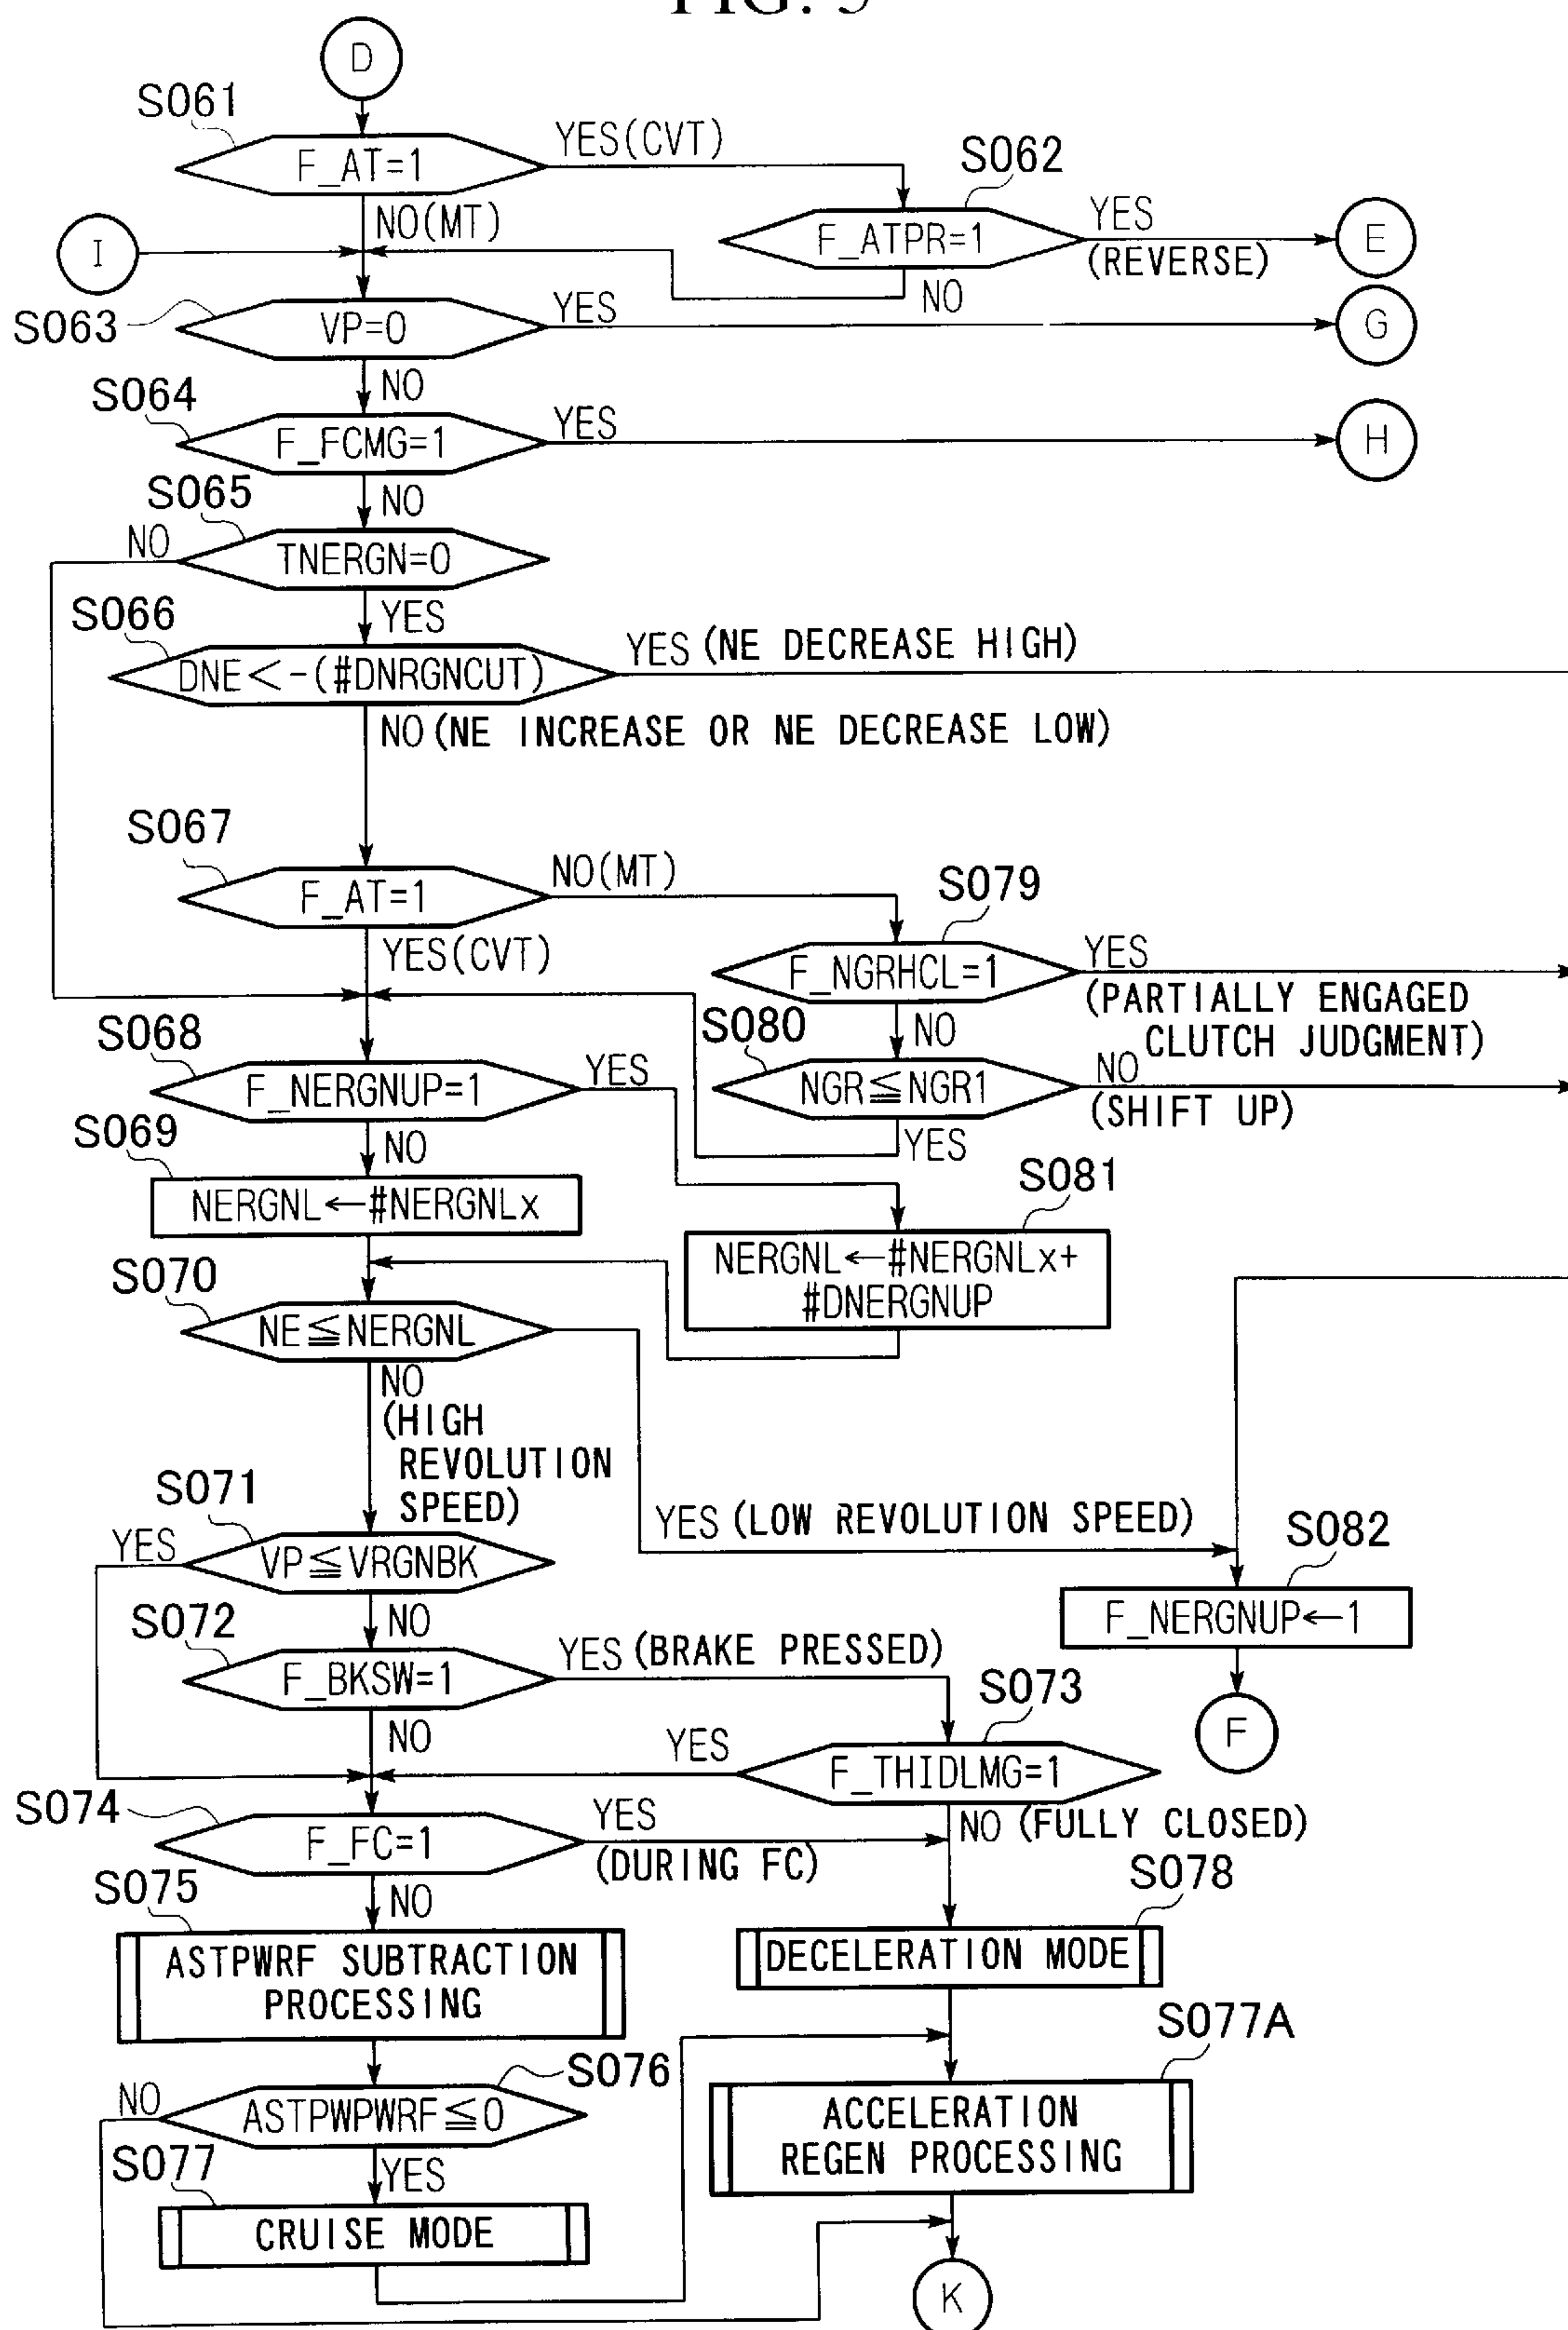 D
S061
F_AT=1
YES(CVT)
S062
NO(MT)
F_ATPR=1
YES
(REVERSE)
E
I
NO
S063
VP=0
YES
G
NO
S064
F_FCMG=1
YES
H
NO
S065
NO
TNERGN=0
YES
S066
DNE<-(#DNRGNCUT)
YES (NE DECREASE HIGH)
NO (NE INCREASE OR NE DECREASE LOW)
S067
F_AT=1
NO(MT)
S079
YES(CVT)
F_NGRHCL=1
YES
(PARTIALLY ENGAGED
CLUTCH JUDGMENT)
NO
S080
NGR≦NGR1
NO
(SHIFT UP)
YES
S068
F_NERGNUP=1
YES
NO
S069
NERGNL←#NERGNLx
S081
NERGNL←#NERGNLx+
#DNERGNUP
S070
NE≦NERGNL
NO
(HIGH
REVOLUTION
SPEED)
YES (LOW REVOLUTION SPEED)
S071
YES
VP≦VRGNBK
NO
S082
F_NERGNUP←1
F
S072
F_BKSW=1
YES (BRAKE PRESSED)
S073
NO
YES
F_THIDLMG=1
NO (FULLY CLOSED)
S074
F_FC=1
YES
(DURING FC)
NO
S075
ASTPWRF SUBTRACTION
PROCESSING
S078
DECELERATION MODE
S076
NO
ASTPWPWRF≦0
YES
S077A
ACCELERATION
REGEN PROCESSING
S077
CRUISE MODE
K